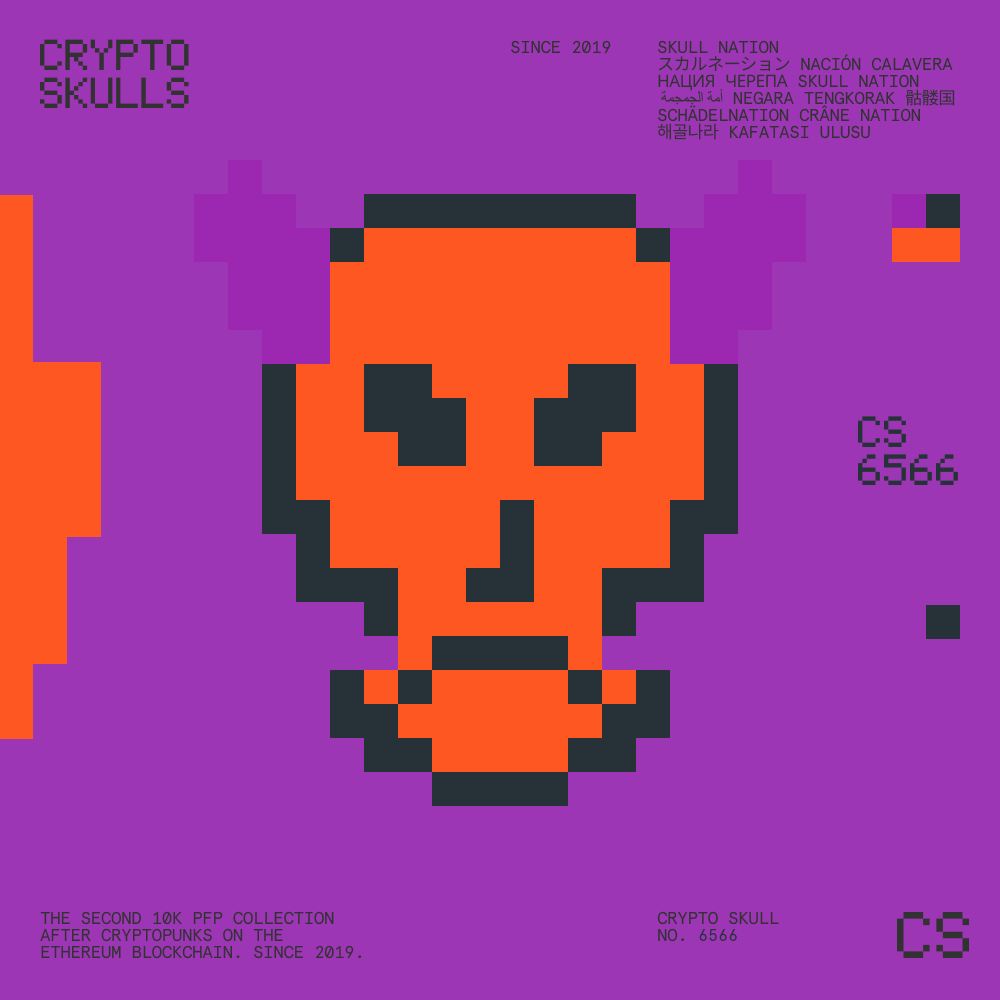 CRYPTO
SKULLS
SINCE 2019
SKULL NATION
スカルネーション NACIÓN CALAVERA
НАЦИЯ ЧЕРЕПА SKULL NATION
أمة الجمجمة NEGARA TENGKORAK 骷髅国
SCHÄDELNATION CRÂNE NATION
해골나라 KAFATASI ULUSU
CS
6566
THE SECOND 10K PFP COLLECTION
AFTER CRYPTOPUNKS ON THE
ETHEREUM BLOCKCHAIN. SINCE 2019.
CRYPTO SKULL
NO. 6566
CS